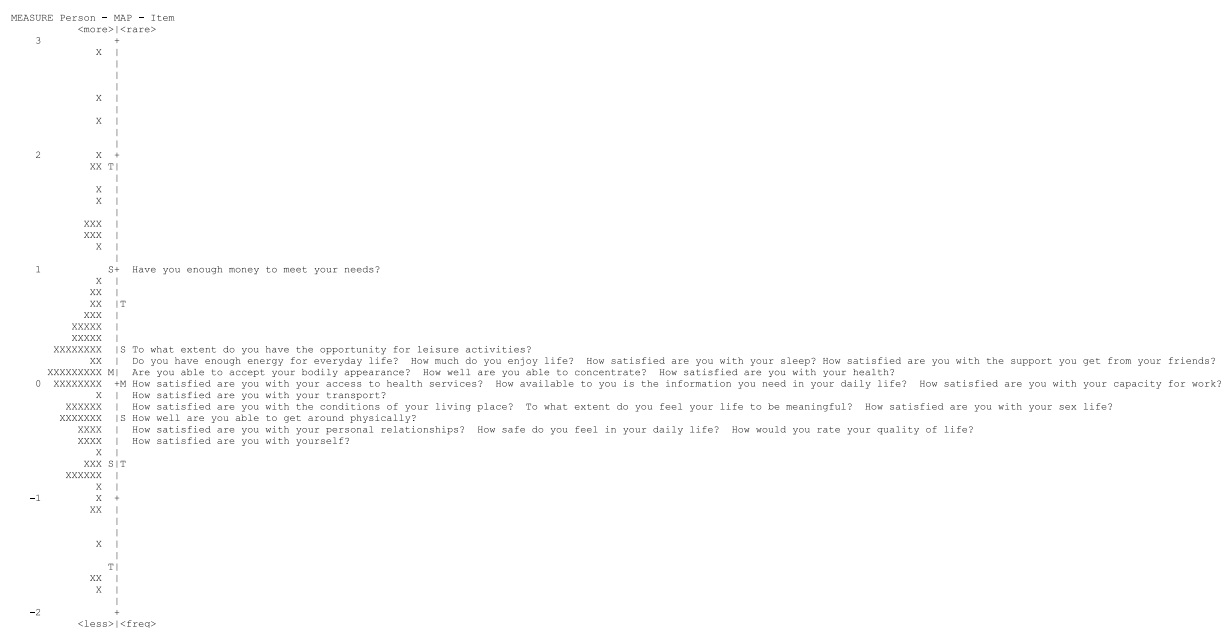 MEASURE Person - MAP - Item
<more>|<rare>
3 +
X |
|
|
|
X |
|
X |
|
|
2 X +
XX T|
|
X |
X |
|
XXX |
XXX |
X |
|
1 S+ Have you enough money to meet your needs?
X |
XX |
XX |T
XXX |
XXXXX |
XXXXX |
XXXXXXXX |S To what extent do you have the opportunity for leisure activities?
XX | Do you have enough energy for everyday life? How much do you enjoy life? How satisfied are you with your sleep? How satisfied are you with the support you get from your friends?
XXXXXXXXX M| Are you able to accept your bodily appearance? How well are you able to concentrate? How satisfied are you with your health?
0 XXXXXXXX +M How satisfied are you with your access to health services? How available to you is the information you need in your daily life? How satisfied are you with your capacity for work?
X | How satisfied are you with your transport?
XXXXXX | How satisfied are you with the conditions of your living place? To what extent do you feel your life to be meaningful? How satisfied are you with your sex life?
XXXXXXX |S How well are you able to get around physically?
XXXX | How satisfied are you with your personal relationships? How safe do you feel in your daily life? How would you rate your quality of life?
XXXX | How satisfied are you with yourself?
X |
XXX S|T
XXXXXX |
X |
-1 X +
XX |
|
|
X |
|
T|
XX |
X |
|
-2 +
<less>|<freq>